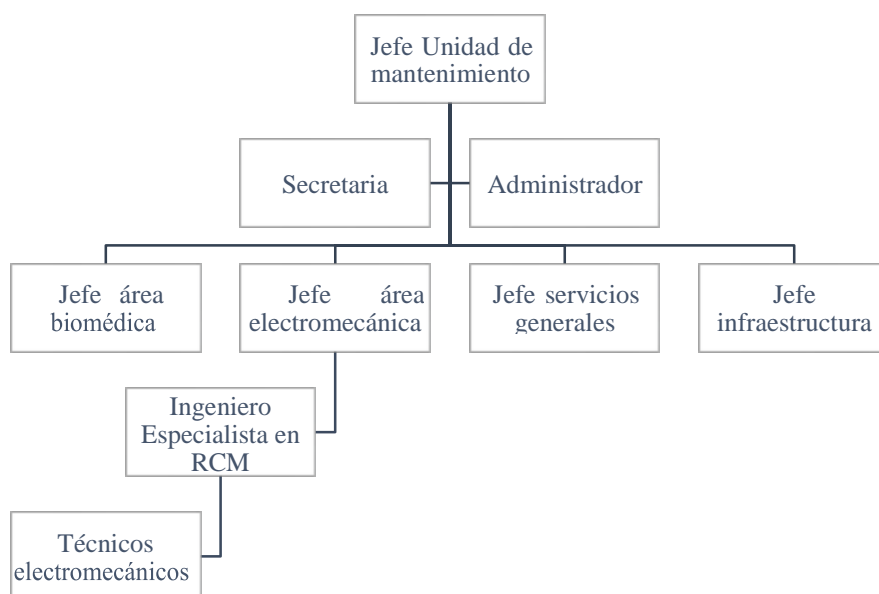 Jefe Unidad de
mantenimiento
Secretaria
Administrador
Jefe área
biomédica
Jefe área
electromecánica
Jefe servicios
generales
Jefe
infraestructura
Ingeniero
Especialista en
RCM
Técnicos
electromecánicos